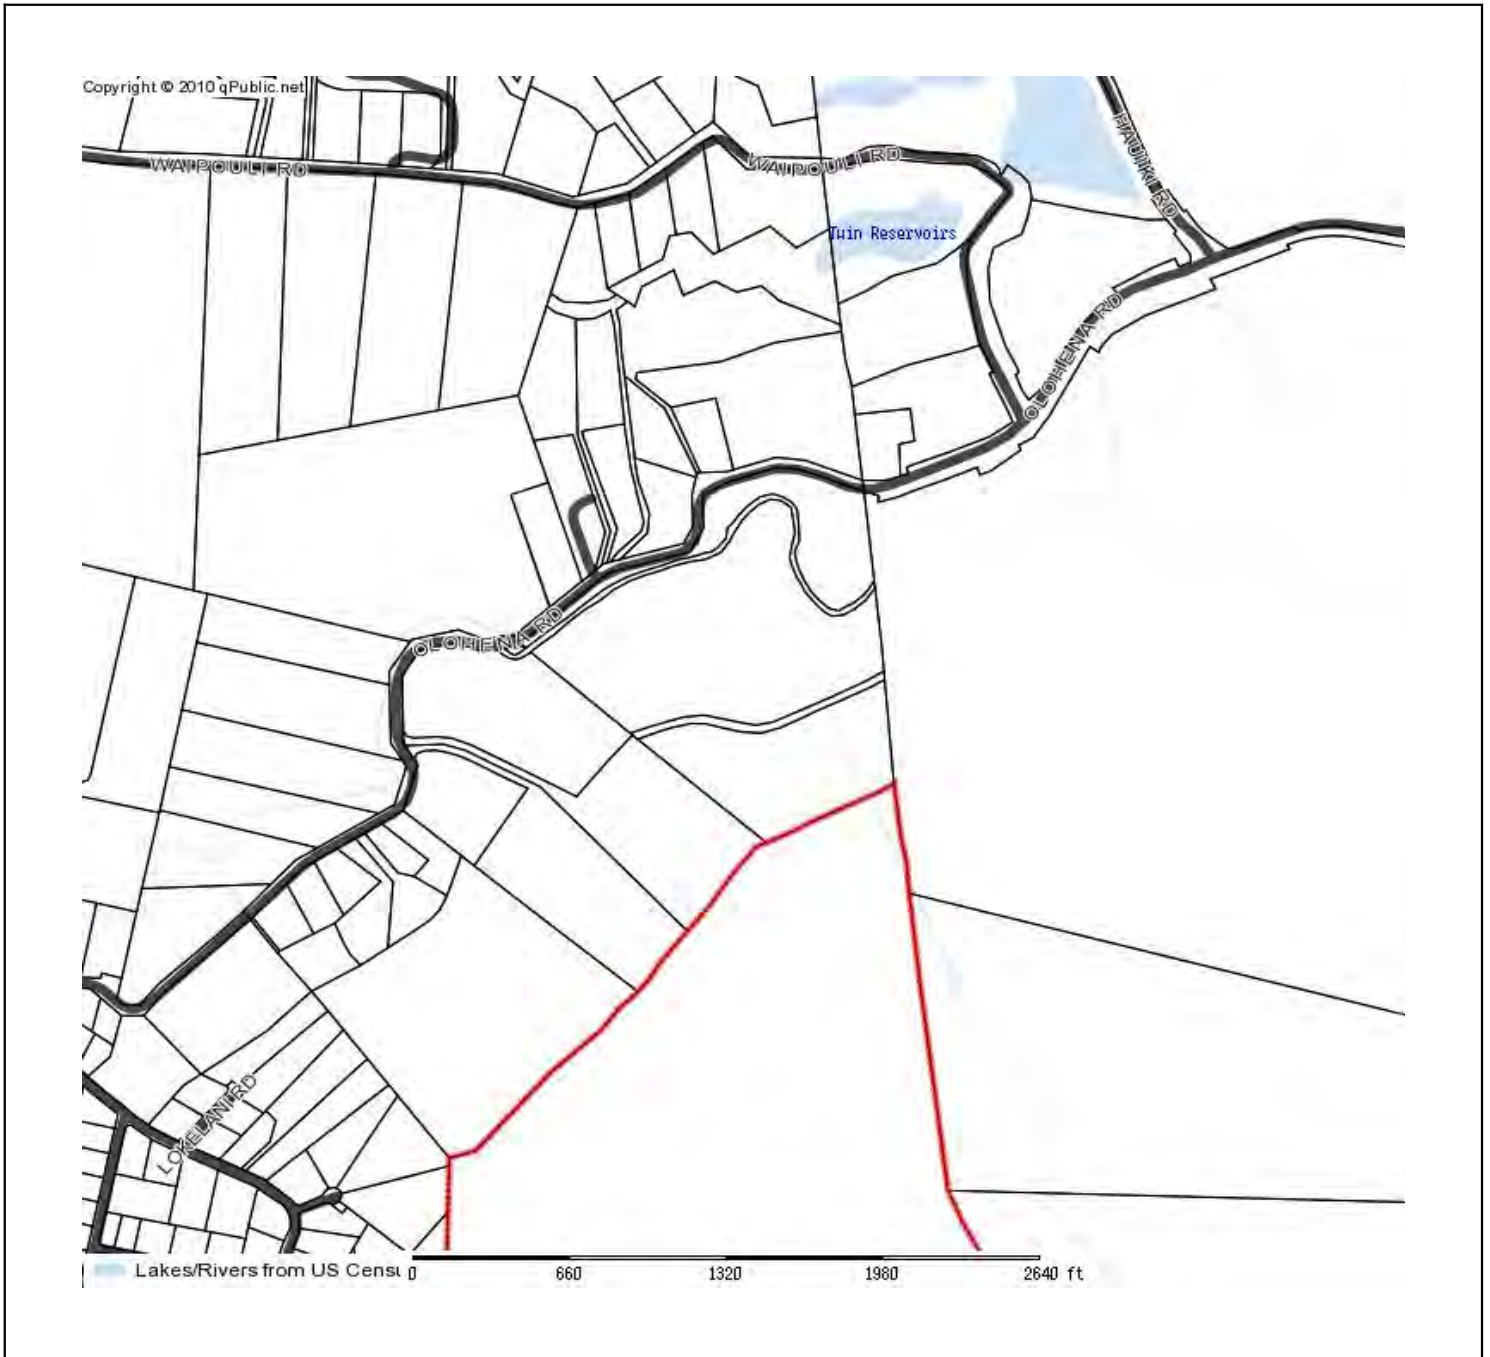 Copyright © 2010 qPublic.net
WAIPOULI RD
WAIPOULI RD
HAUIKI RD
Twin Reservoirs
OLOHENA RD
OLOHENA RD
LOKELANI RD
Lakes/Rivers from US Censu
0 660 1320 1980 2640 ft